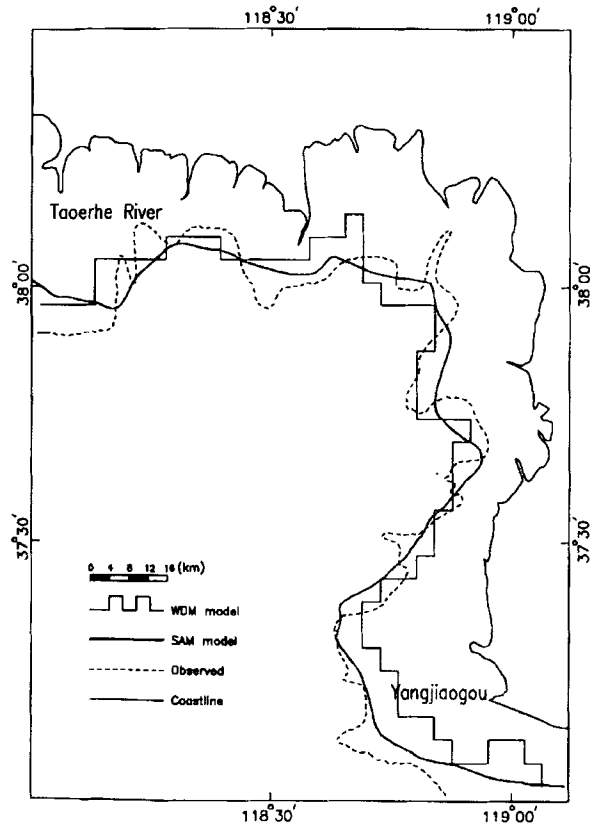 118°30′ 119°00′
Taoerhe River
38°00′ 38°00′
37°30′ 37°30′
0 4 8 12 16 (km)
WDM model
SAM model
Observed
Coastline
Yangjiaogou
118°30′ 119°00′